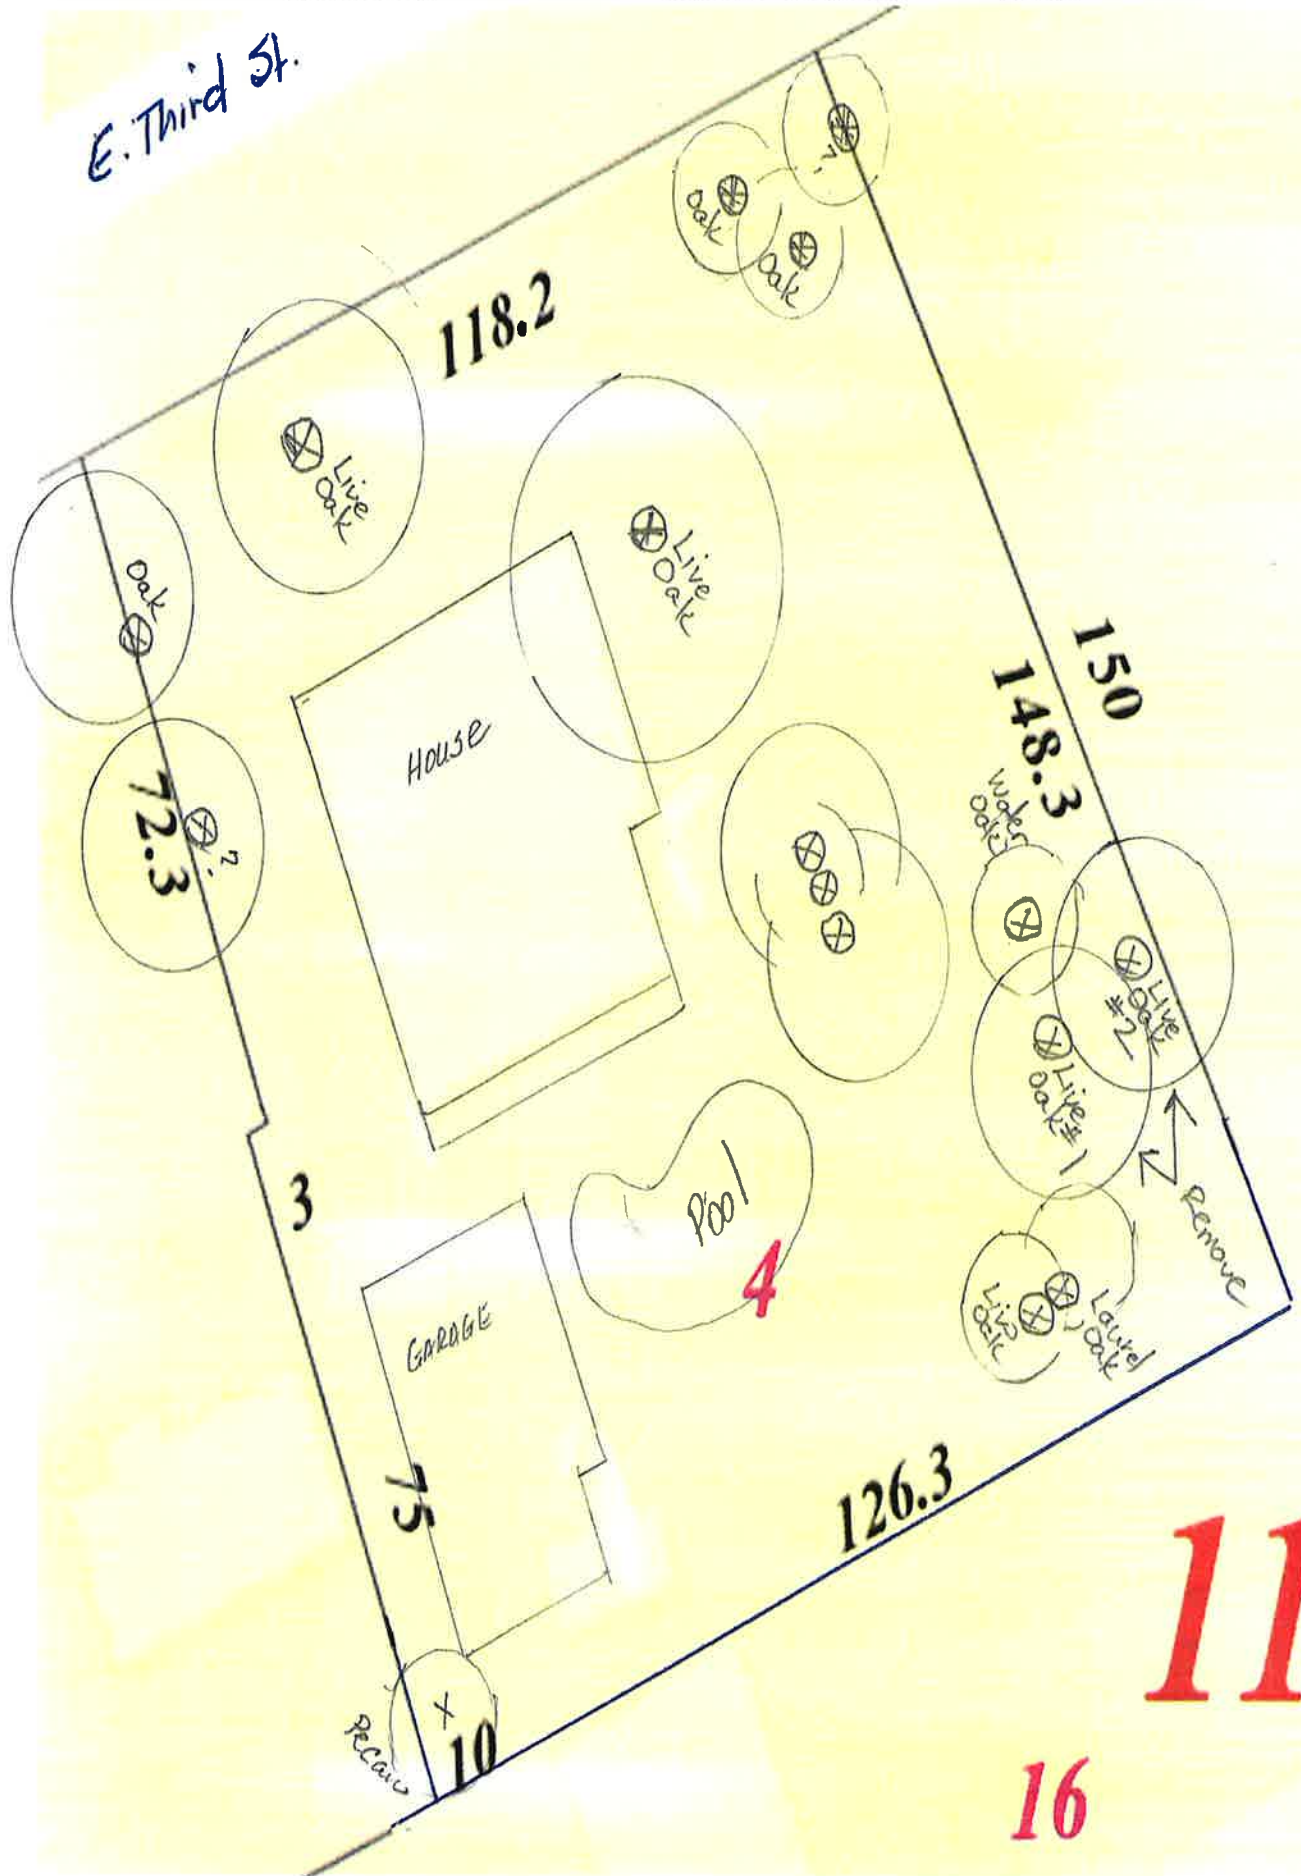 E. Third St.
?
Oak
Oak
118.2
Live
Oak
Live
Oak
Oak
150
148.3
House
Water
Oak
72.3
?
Live
Oak
#2
Live
Oak #1
3
Pool
Remove
4
Live
Oak
Laurel
Oak
GARAGE
75
126.3
11
Pecan
10
16